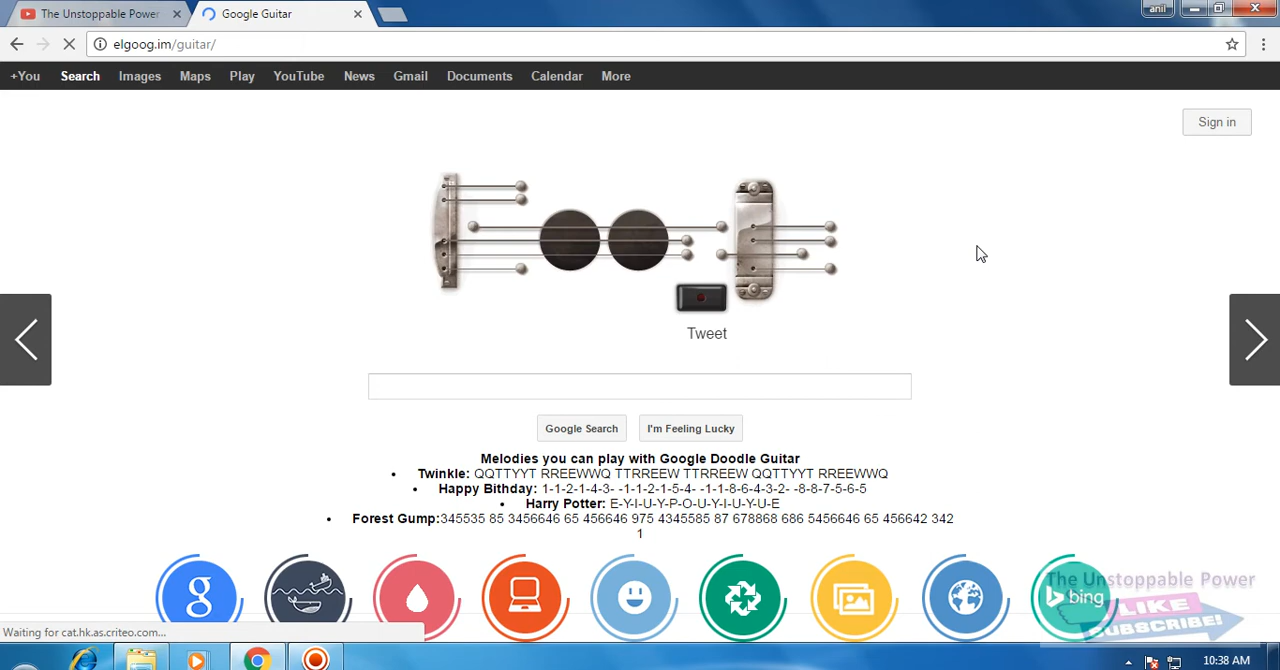 The Unstoppable Power
Google Guitar
anil
elgoog.im/guitar/
+You Search Images Maps Play YouTube News Gmail Documents Calendar More
Sign in
Tweet
Google Search I'm Feeling Lucky
Melodies you can play with Google Doodle Guitar
• Twinkle: QQTTYYT RREEWWQ TTRREEW TTRREEW QQTTYYT RREEWWQ
• Happy Bithday: 1-1-2-1-4-3- -1-1-2-1-5-4- -1-1-8-6-4-3-2- -8-8-7-5-6-5
• Harry Potter: E-Y-I-U-Y-P-O-U-Y-I-U-Y-U-E
• Forest Gump:345535 85 3456646 65 456646 975 4345585 87 678868 686 5456646 65 456642 342
1
g
bing
The Unstoppable Power
LIKE
SUBSCRIBE!
Waiting for cat.hk.as.criteo.com...
10:38 AM